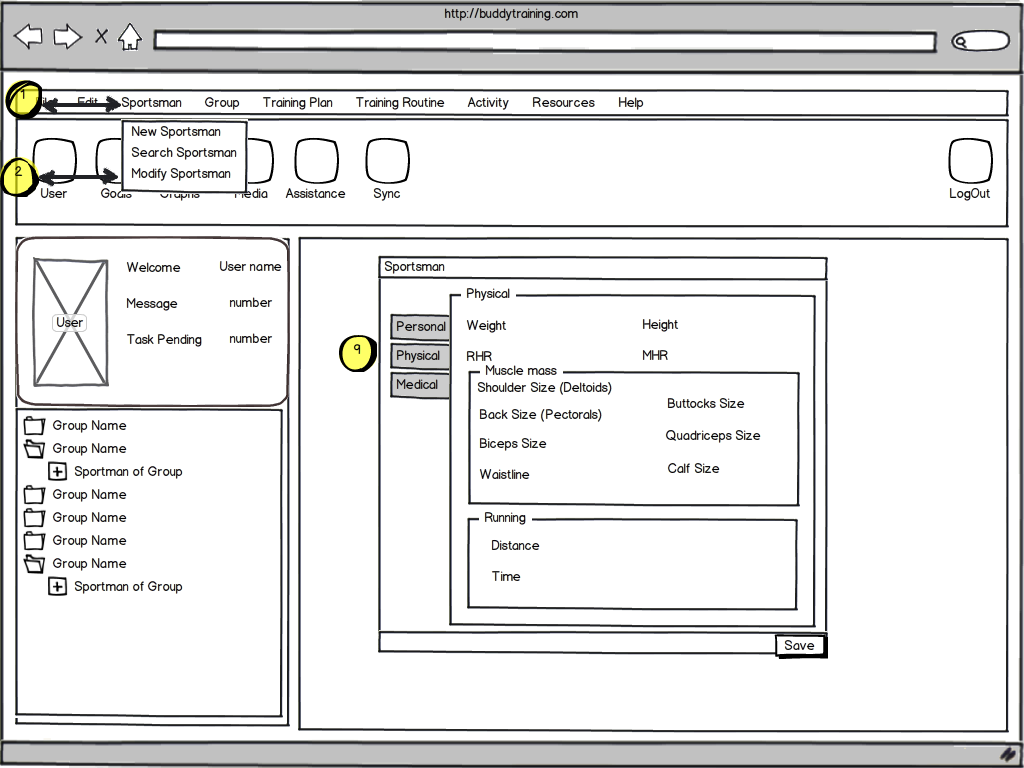 http://buddytraining.com
1
File Edit Sportsman Group Training Plan Training Routine Activity Resources Help
New Sportsman
Search Sportsman
Modify Sportsman
2
User Goals Graphs Media Assistance Sync LogOut
Welcome User name
Message number
User
Task Pending number
Group Name
Group Name
Sportman of Group
Group Name
Group Name
Group Name
Group Name
Sportman of Group
Sportsman
Physical
9
Personal
Physical
Medical
Weight Height
RHR MHR
Muscle mass
Shoulder Size (Deltoids)
Buttocks Size
Back Size (Pectorals)
Quadriceps Size
Biceps Size
Calf Size
Waistline
Running
Distance
Time
Save